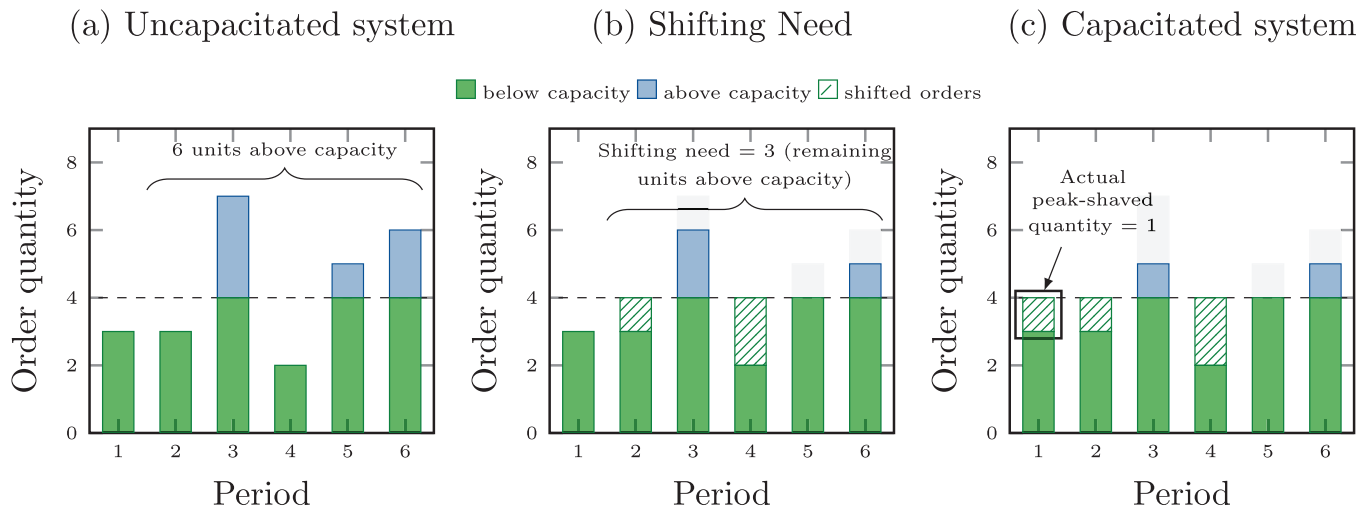 (a) Uncapacitated system
(b) Shifting Need
(c) Capacitated system
below capacity above capacity shifted orders
6 units above capacity
Order quantity
0
2
4
6
8
1 2 3 4 5 6
Period
Shifting need = 3 (remaining
units above capacity)
Order quantity
0
2
4
6
8
1 2 3 4 5 6
Period
Actual
peak-shaved
quantity = 1
Order quantity
0
2
4
6
8
1 2 3 4 5 6
Period